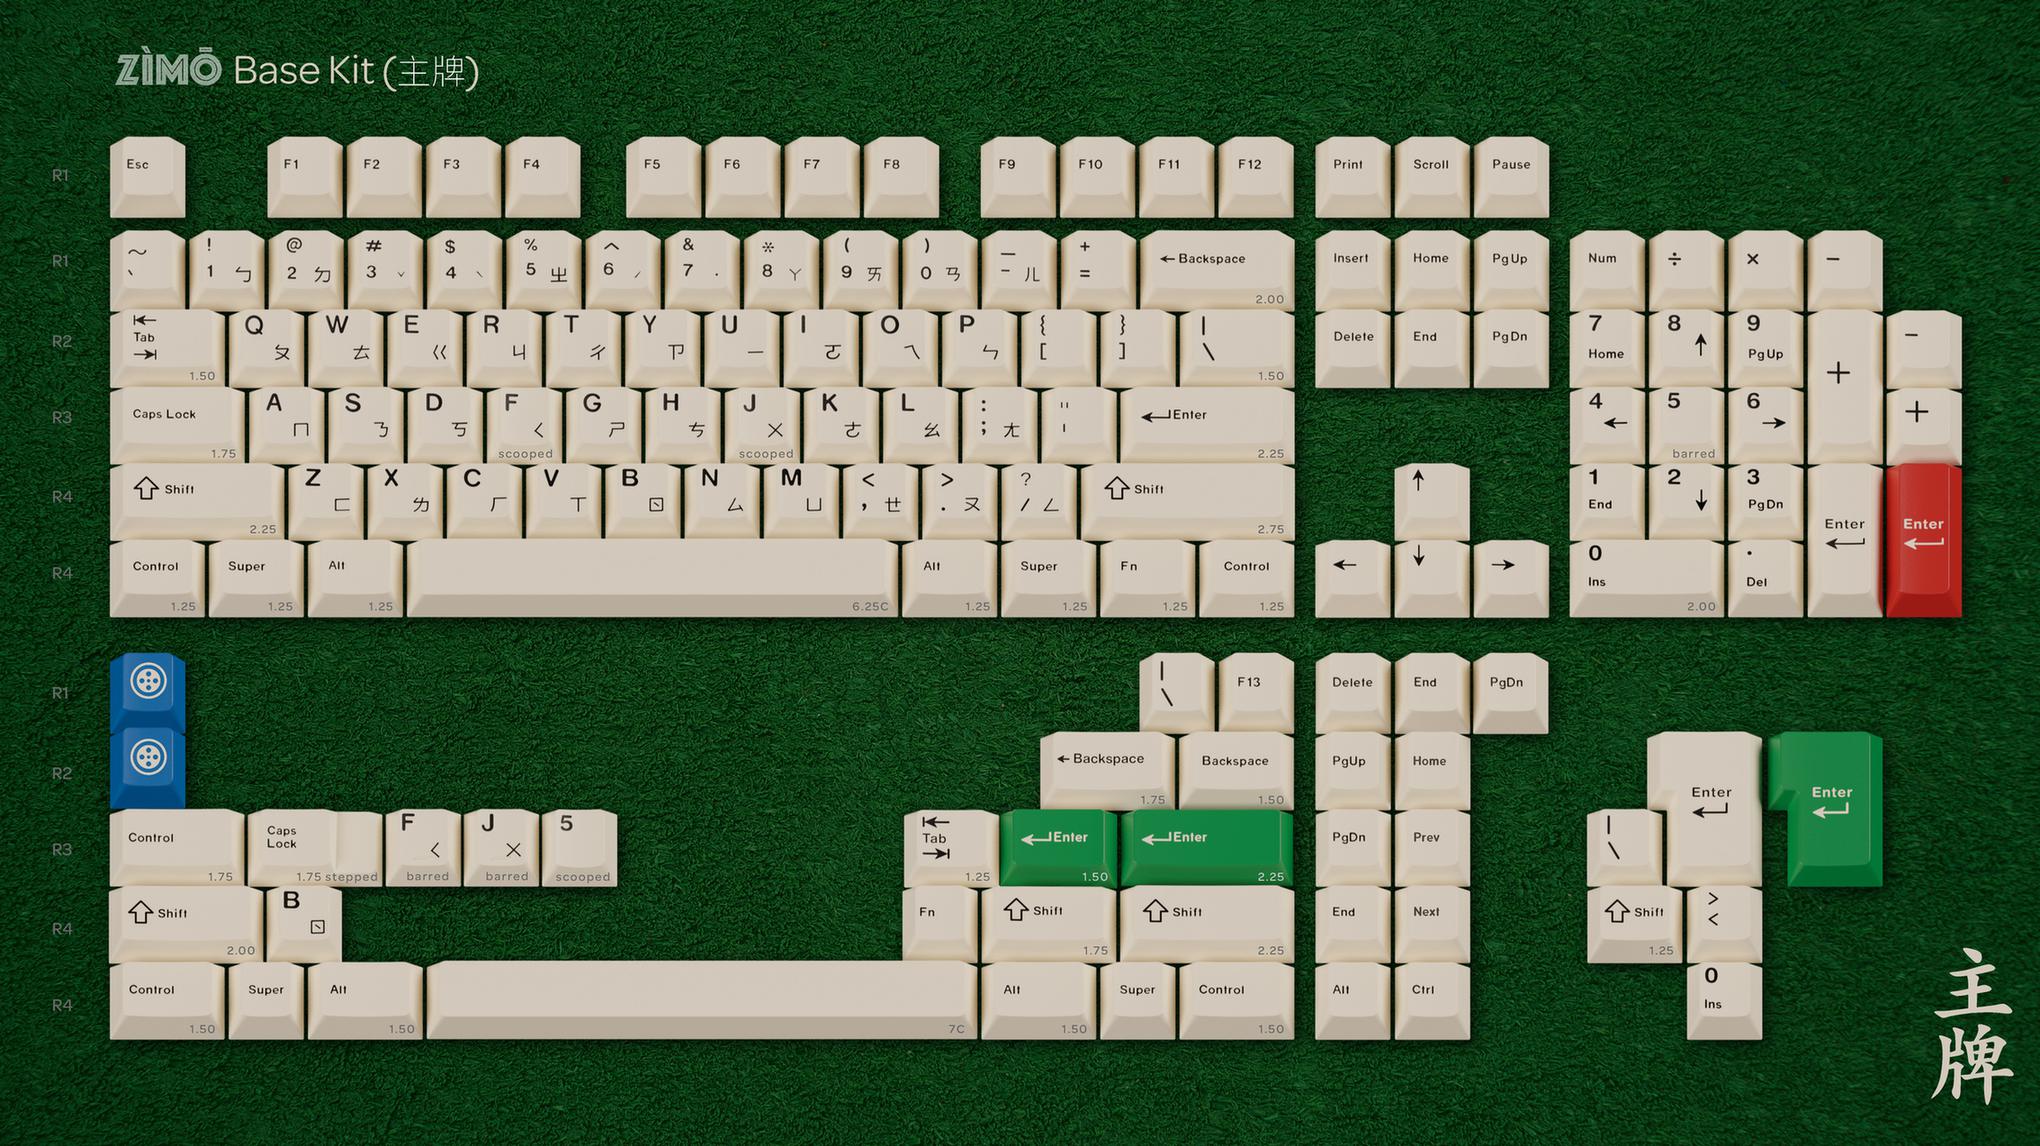 ZÌMŌ Base Kit (主牌)
R1 Esc F1 F2 F3 F4 F5 F6 F7 F8 F9 F10 F11 F12 Print Scroll Pause
R1 ~ ` ! 1 ㄅ @ 2 ㄉ # 3 ˇ $ 4 ˋ % 5 ㄓ ^ 6 ˊ & 7 ˙ * 8 ㄚ ( 9 ㄞ ) 0 ㄢ — - ㄦ + = ← Backspace 2.00 Insert Home PgUp Num ÷ × −
R2 Tab 1.50 Q ㄆ W ㄊ E ㄍ R ㄐ T ㄔ Y ㄗ U ㄧ I ㄛ O ㄟ P ㄣ { [ } ] | \ 1.50 Delete End PgDn 7 Home 8 ↑ 9 PgUp + −
R3 Caps Lock 1.75 A ㄇ S ㄋ D ㄎ F ㄑ scooped G ㄕ H ㄘ J ㄨ scooped K ㄜ L ㄠ : ; ㄤ " ' Enter 2.25 4 ← 5 barred 6 → +
R4 Shift 2.25 Z ㄈ X ㄌ C ㄏ V ㄒ B ㄖ N ㄙ M ㄩ < , ㄝ > . ㄡ ? / ㄥ Shift 2.75 ↑ 1 End 2 ↓ 3 PgDn Enter Enter
R4 Control 1.25 Super 1.25 Alt 1.25 6.25C Alt 1.25 Super 1.25 Fn 1.25 Control 1.25 ← ↓ → 0 Ins 2.00 . Del
R1 | \ F13 Delete End PgDn
R2 ← Backspace 1.75 Backspace 1.50 PgUp Home Enter Enter
R3 Control 1.75 Caps Lock 1.75 stepped F ㄑ barred J ㄨ barred 5 scooped Tab 1.25 Enter 1.50 Enter 2.25 PgDn Prev | \
R4 Shift 2.00 B ㄖ Fn Shift 1.75 Shift 2.25 End Next Shift 1.25 > <
R4 Control 1.50 Super Alt 1.50 7C Alt 1.50 Super Control 1.50 Alt Ctrl 0 Ins
主牌